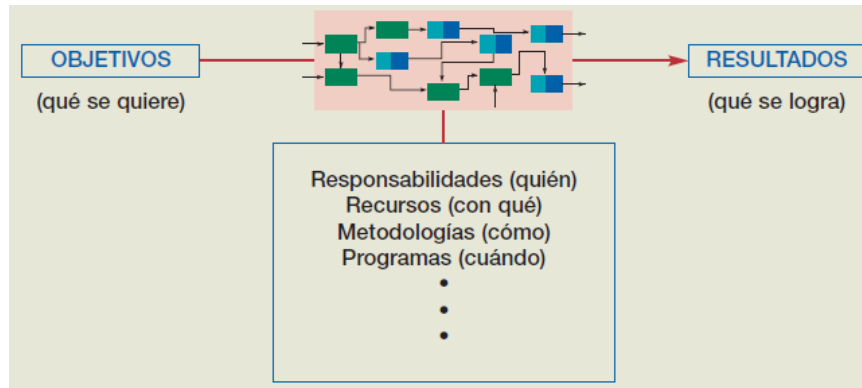 OBJETIVOS
(qué se quiere)
RESULTADOS
(qué se logra)
Responsabilidades (quién)
Recursos (con qué)
Metodologías (cómo)
Programas (cuándo)
•
•
•